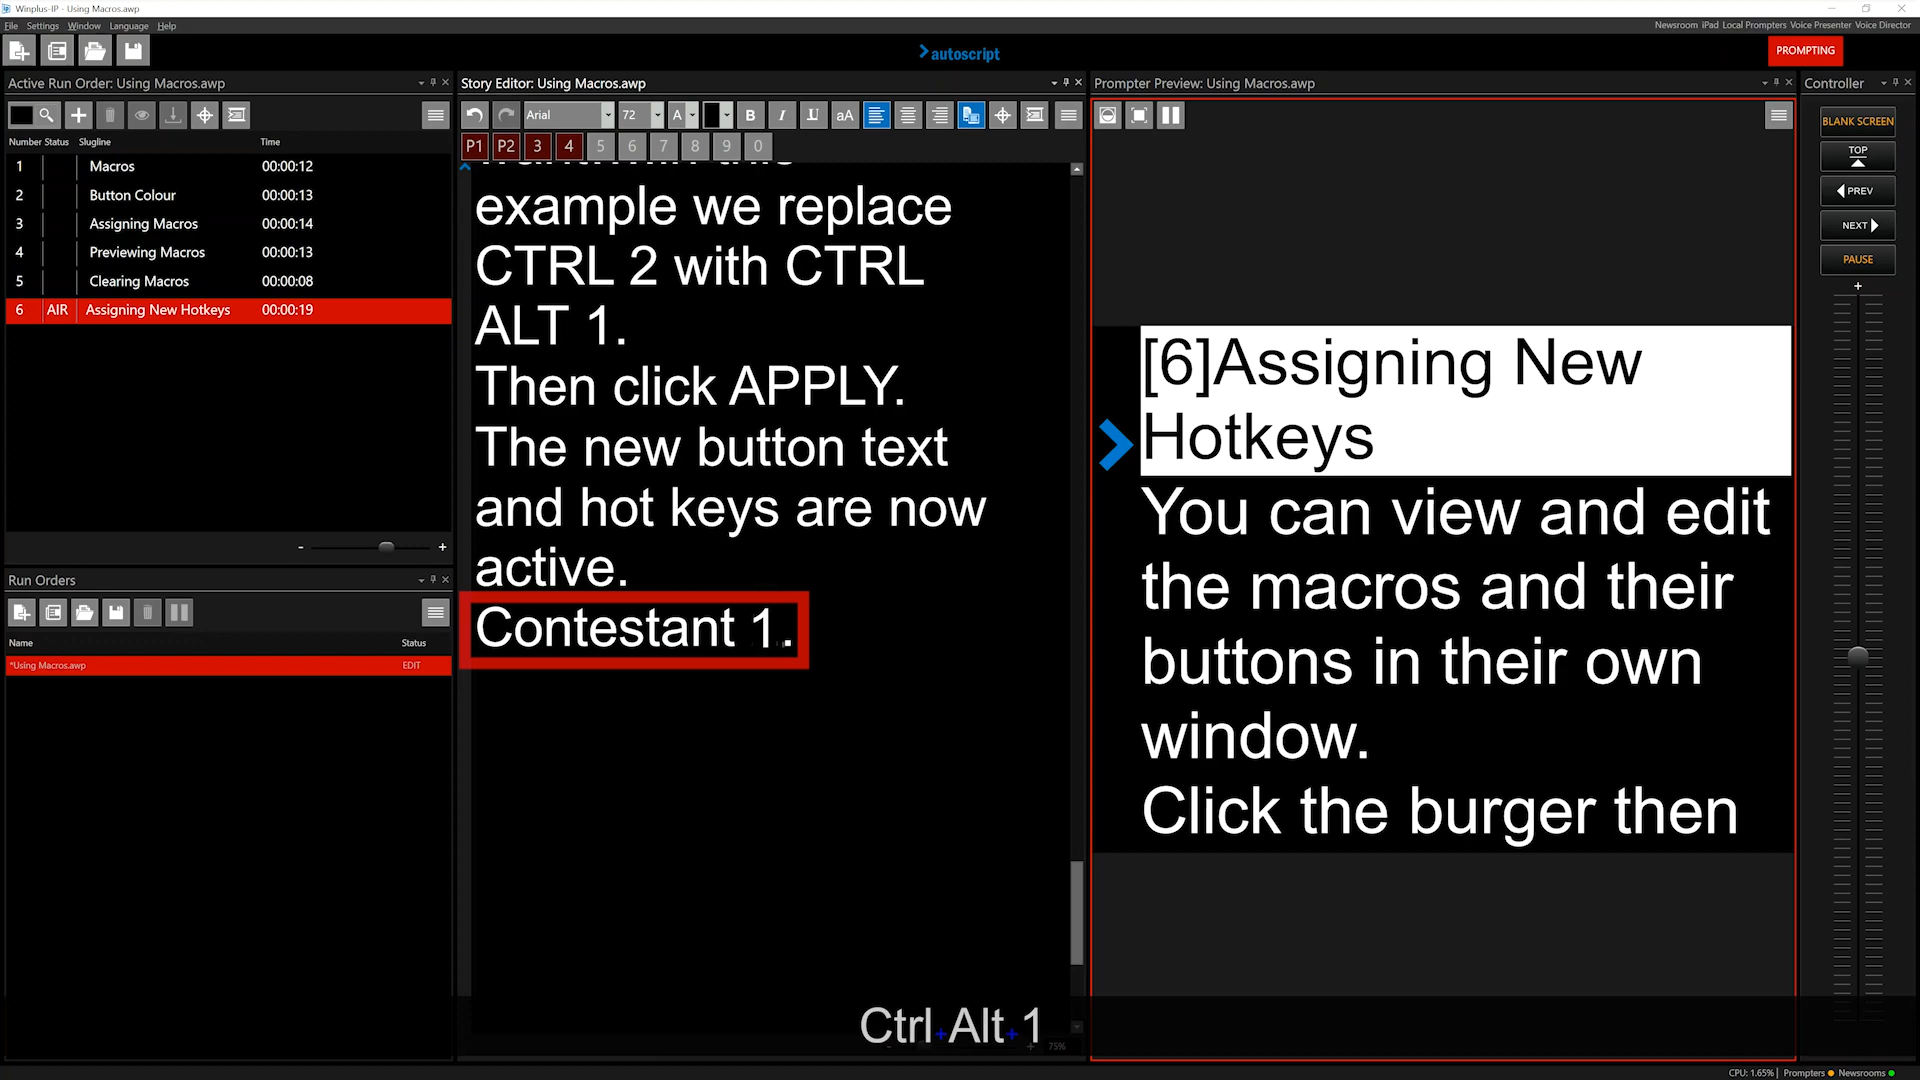 Winplus-IP - Using Macros.awp
File Settings Window Language Help
Newsroom iPad Local Prompters Voice Presenter Voice Director
autoscript
PROMPTING
Active Run Order: Using Macros.awp
Number Status Slugline Time
1 Macros 00:00:12
2 Button Colour 00:00:13
3 Assigning Macros 00:00:14
4 Previewing Macros 00:00:13
5 Clearing Macros 00:00:08
6 AIR Assigning New Hotkeys 00:00:19
- +
Run Orders
Name Status
*Using Macros.awp EDIT
Story Editor: Using Macros.awp
Arial 72 A B I U aA
P1 P2 3 4 5 6 7 8 9 0
example we replace
CTRL 2 with CTRL
ALT 1.
Then click APPLY.
The new button text
and hot keys are now
active.
Contestant 1.
Ctrl+Alt+1
- + 75%
Prompter Preview: Using Macros.awp
[6]Assigning New
Hotkeys
You can view and edit
the macros and their
buttons in their own
window.
Click the burger then
Controller
BLANK SCREEN
TOP
PREV
NEXT
PAUSE
+
CPU: 1.65% Prompters Newsrooms